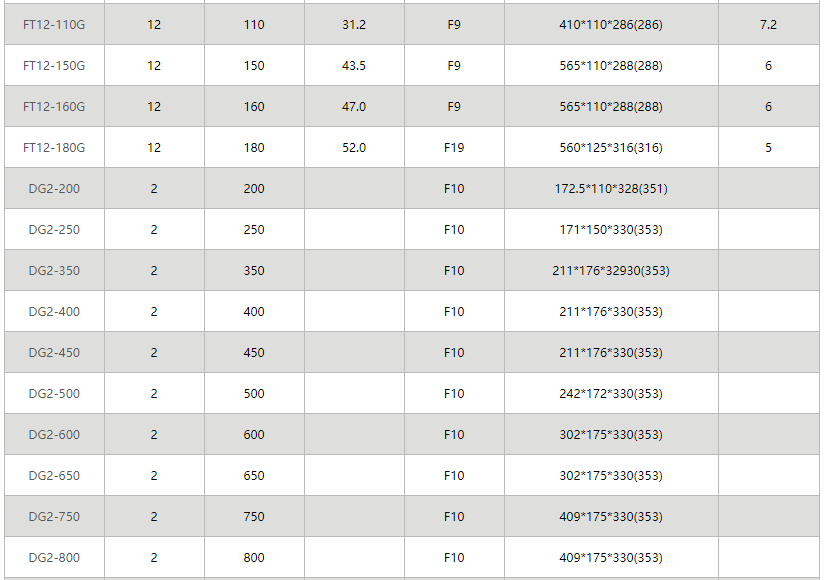 FT12-110G 12 110 31.2 F9 410*110*286(286) 7.2
FT12-150G 12 150 43.5 F9 565*110*288(288) 6
FT12-160G 12 160 47.0 F9 565*110*288(288) 6
FT12-180G 12 180 52.0 F19 560*125*316(316) 5
DG2-200 2 200 F10 172.5*110*328(351)
DG2-250 2 250 F10 171*150*330(353)
DG2-350 2 350 F10 211*176*32930(353)
DG2-400 2 400 F10 211*176*330(353)
DG2-450 2 450 F10 211*176*330(353)
DG2-500 2 500 F10 242*172*330(353)
DG2-600 2 600 F10 302*175*330(353)
DG2-650 2 650 F10 302*175*330(353)
DG2-750 2 750 F10 409*175*330(353)
DG2-800 2 800 F10 409*175*330(353)